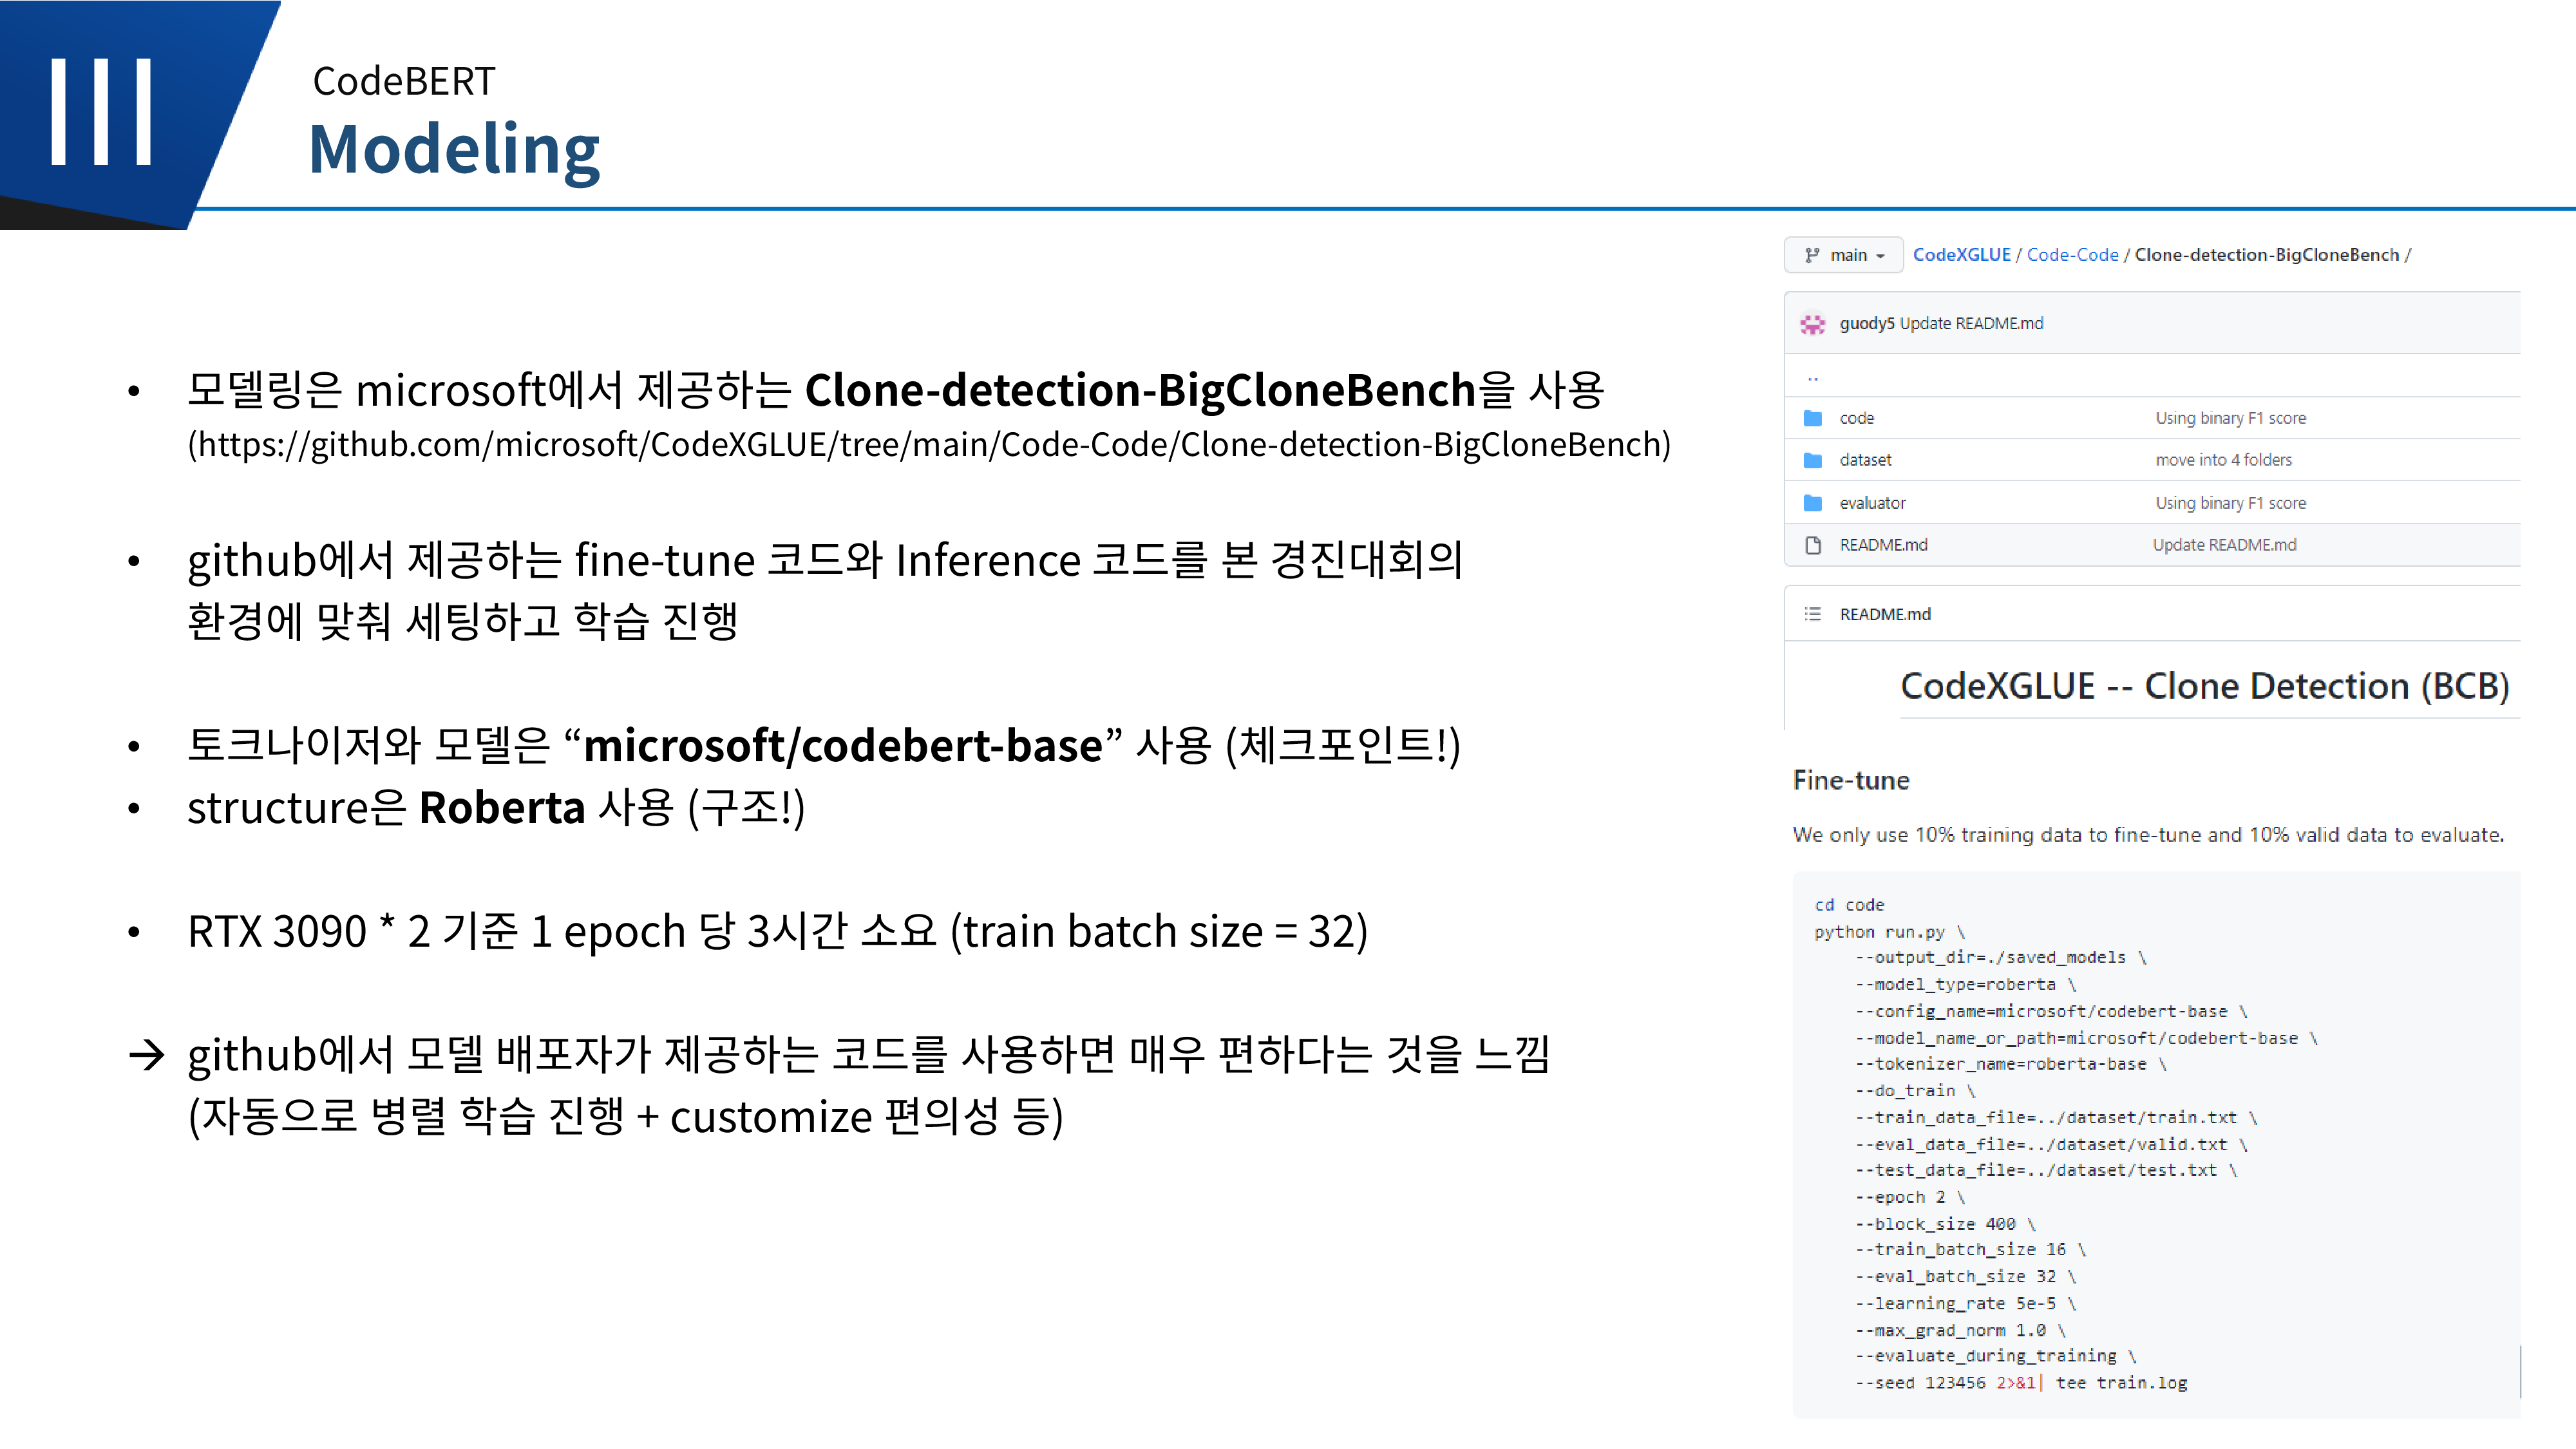 III
CodeBERT
Modeling
• 모델링은 microsoft에서 제공하는 Clone-detection-BigCloneBench을 사용
(https://github.com/microsoft/CodeXGLUE/tree/main/Code-Code/Clone-detection-BigCloneBench)
• github에서 제공하는 fine-tune 코드와 Inference 코드를 본 경진대회의
환경에 맞춰 세팅하고 학습 진행
• 토크나이저와 모델은 “microsoft/codebert-base” 사용 (체크포인트!)
• structure은 Roberta 사용 (구조!)
• RTX 3090 * 2 기준 1 epoch 당 3시간 소요 (train batch size = 32)
→ github에서 모델 배포자가 제공하는 코드를 사용하면 매우 편하다는 것을 느낌
(자동으로 병렬 학습 진행 + customize 편의성 등)
main CodeXGLUE / Code-Code / Clone-detection-BigCloneBench /
guody5 Update README.md
..
code Using binary F1 score
dataset move into 4 folders
evaluator Using binary F1 score
README.md Update README.md
README.md
CodeXGLUE -- Clone Detection (BCB)
Fine-tune
We only use 10% training data to fine-tune and 10% valid data to evaluate.
cd code
python run.py \
--output_dir=./saved_models \
--model_type=roberta \
--config_name=microsoft/codebert-base \
--model_name_or_path=microsoft/codebert-base \
--tokenizer_name=roberta-base \
--do_train \
--train_data_file=../dataset/train.txt \
--eval_data_file=../dataset/valid.txt \
--test_data_file=../dataset/test.txt \
--epoch 2 \
--block_size 400 \
--train_batch_size 16 \
--eval_batch_size 32 \
--learning_rate 5e-5 \
--max_grad_norm 1.0 \
--evaluate_during_training \
--seed 123456 2>&1| tee train.log